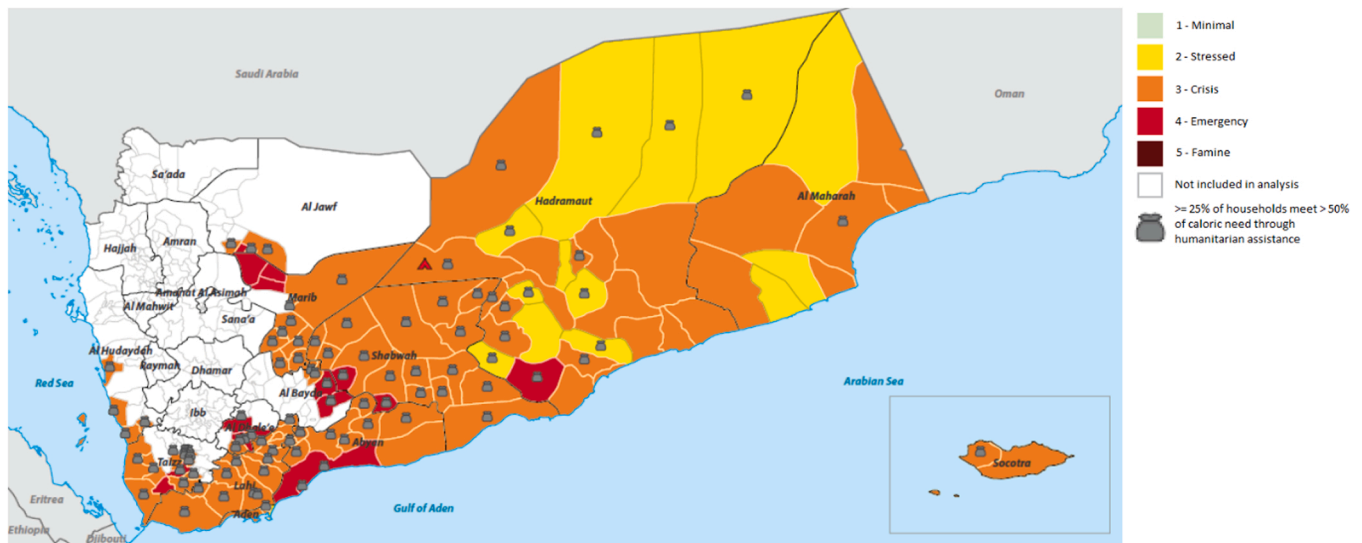 Saudi Arabia
Oman
Sa'ada
Al Jawf
Hadramaut
Al Maharah
Hajjah
Amran
Amanat Al Asimah
Marib
Al Mahwit
Sana'a
Al Hudaydah
Raymah
Dhamar
Shabwah
Al Bayda
Red Sea
Arabian Sea
Ibb
Al Dhale'e
Abyan
Taizz
Lahj
Socotra
Eritrea
Aden
Gulf of Aden
Ethiopia
Djibouti
1 - Minimal
2 - Stressed
3 - Crisis
4 - Emergency
5 - Famine
Not included in analysis
>= 25% of households meet > 50%
of caloric need through
humanitarian assistance